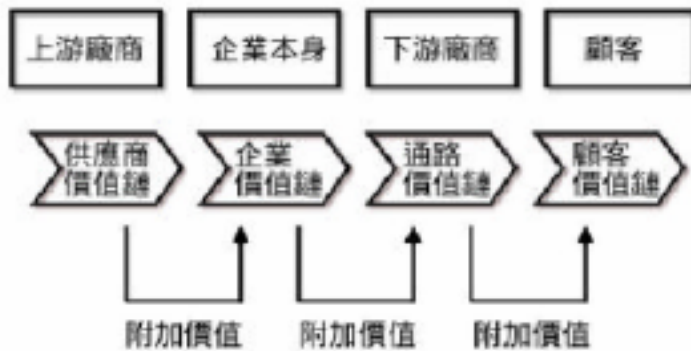 上游廠商 企業本身 下游廠商 顧客
供應商 企業 通路 顧客
價值鏈 價值鏈 價值鏈 價值鏈
附加價值 附加價值 附加價值